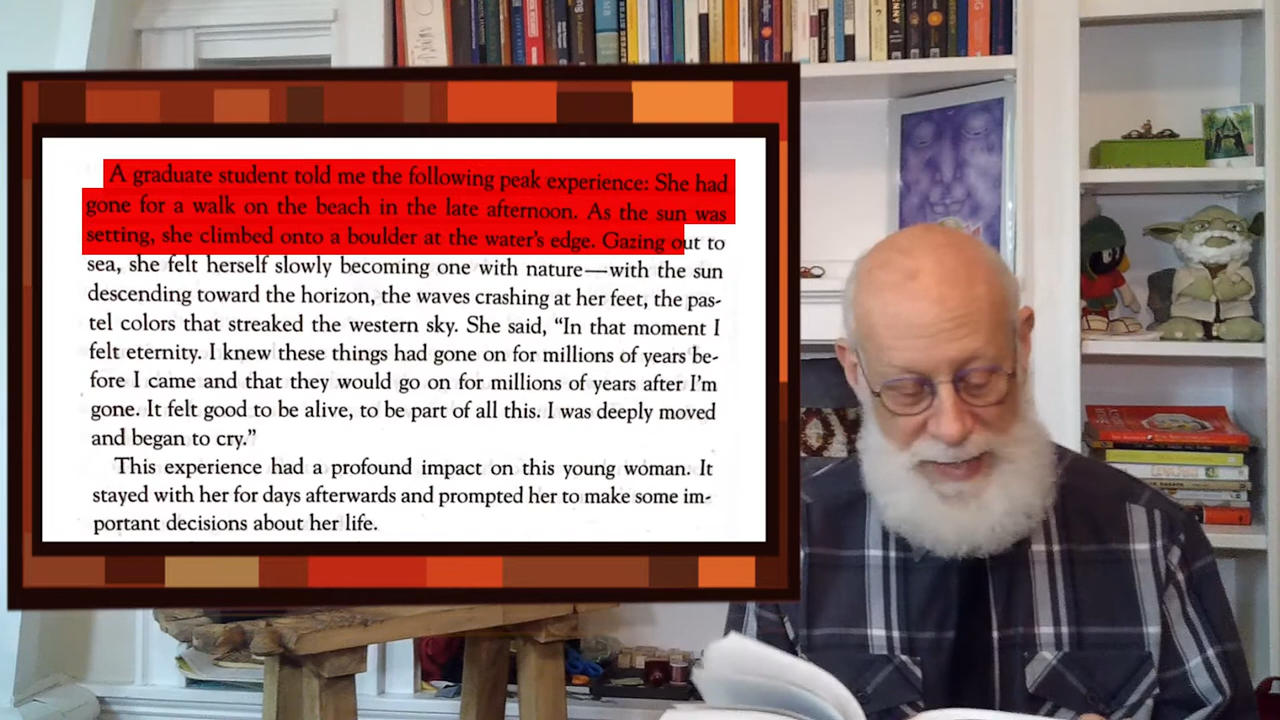 A graduate student told me the following peak experience: She had
gone for a walk on the beach in the late afternoon. As the sun was
setting, she climbed onto a boulder at the water's edge. Gazing out to
sea, she felt herself slowly becoming one with nature—with the sun
descending toward the horizon, the waves crashing at her feet, the pas-
tel colors that streaked the western sky. She said, “In that moment I
felt eternity. I knew these things had gone on for millions of years be-
fore I came and that they would go on for millions of years after I'm
gone. It felt good to be alive, to be part of all this. I was deeply moved
and began to cry.”
This experience had a profound impact on this young woman. It
stayed with her for days afterwards and prompted her to make some im-
portant decisions about her life.